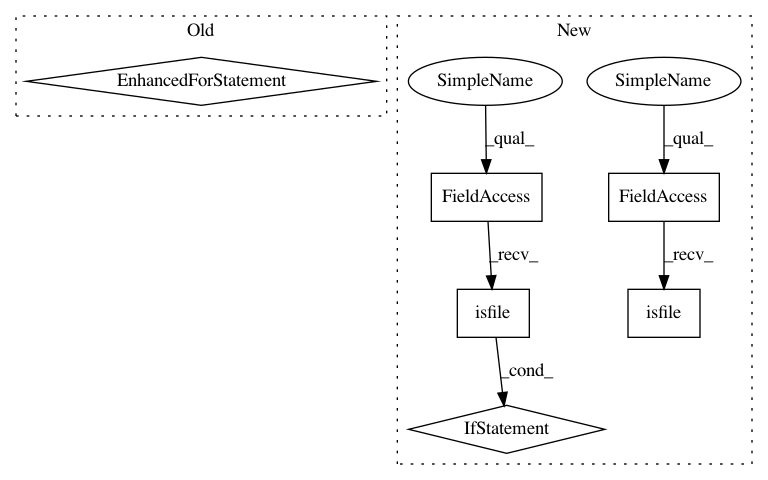 Old
New
EnhancedForStatement
SimpleName
SimpleName
_qual_
_qual_
FieldAccess
FieldAccess
_recv_
_recv_
isfile
isfile
_cond_
IfStatement